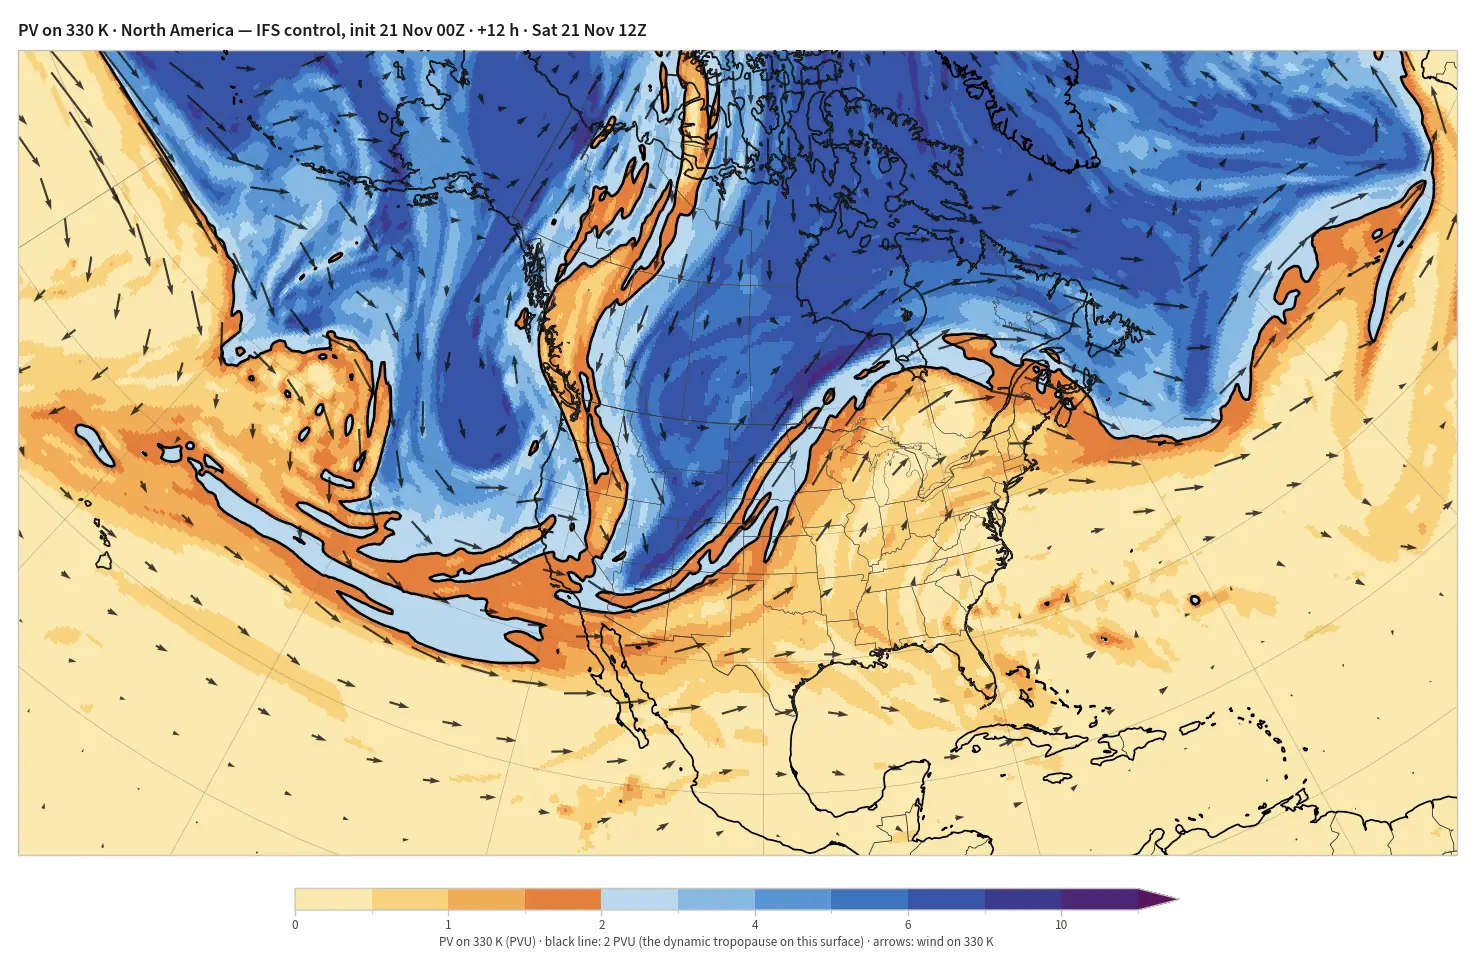 PV on 330 K · North America — IFS control, init 21 Nov 00Z · +12 h · Sat 21 Nov 12Z
0 1 2 4 6 10
PV on 330 K (PVU) · black line: 2 PVU (the dynamic tropopause on this surface) · arrows: wind on 330 K